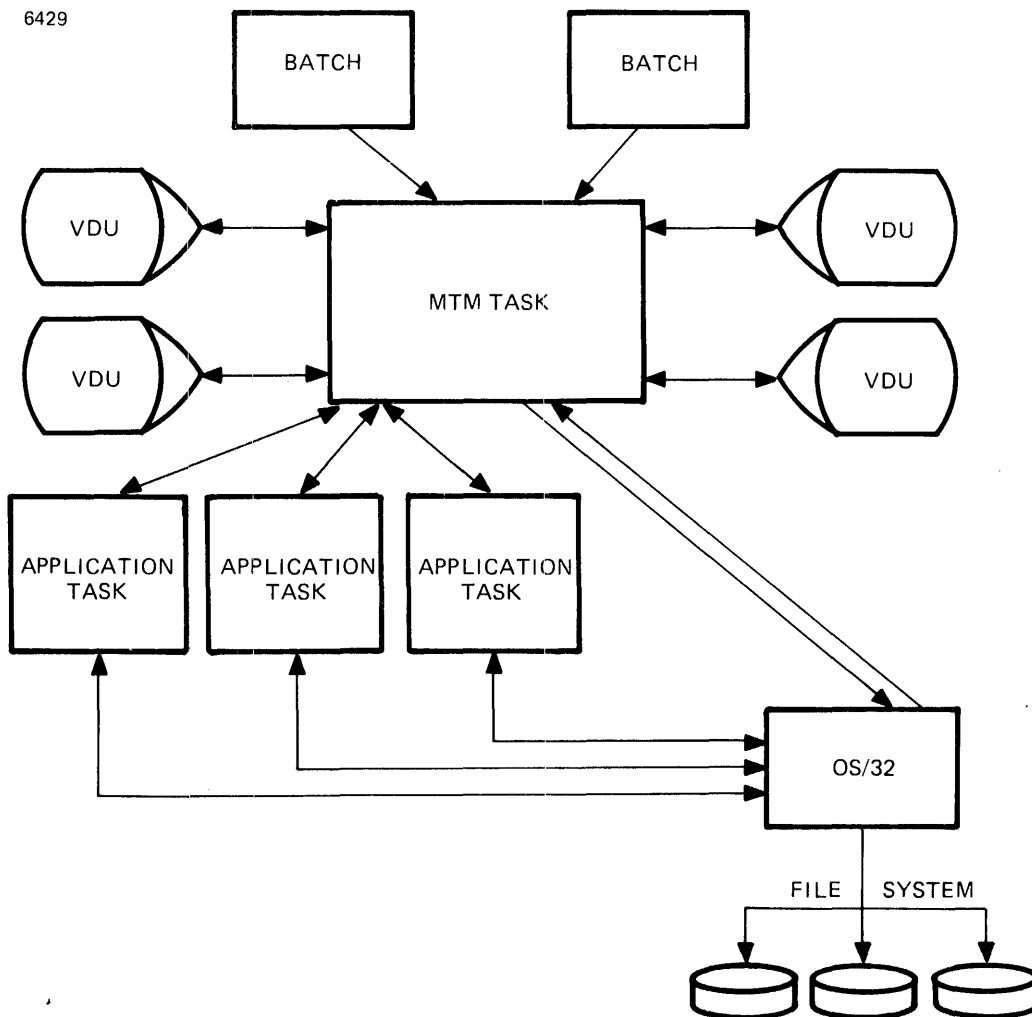 6429
BATCH
BATCH
VDU
VDU
MTM TASK
VDU
VDU
APPLICATION
TASK
APPLICATION
TASK
APPLICATION
TASK
OS/32
FILE SYSTEM